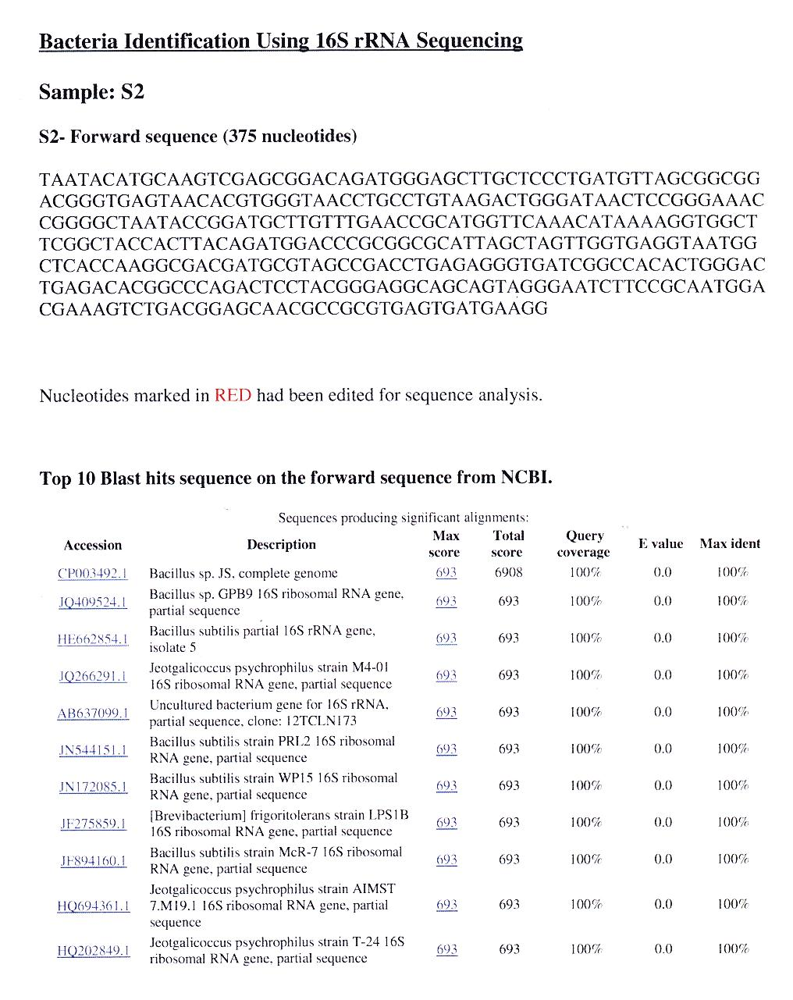 Bacteria Identification Using 16S rRNA Sequencing
Sample: S2
S2- Forward sequence (375 nucleotides)
TAATACATGCAAGTCGAGCGGACAGATGGGAGCTTGCTCCCTGATGTTAGCGGCGG
ACGGGTGAGTAACACGTGGGTAACCTGCCTGTAAGACTGGGATAACTCCGGGAAAC
CGGGGCTAATACCGGATGCTTGTTTGAACCGCATGGTTCAAACATAAAAGGTGGCT
TCGGCTACCACTTACAGATGGACCCGCGGCGCATTAGCTAGTTGGTGAGGTAATGG
CTCACCAAGGCGACGATGCGTAGCCGACCTGAGAGGGTGATCGGCCACACTGGGAC
TGAGACACGGCCCAGACTCCTACGGGAGGCAGCAGTAGGGAATCTTCCGCAATGGA
CGAAAGTCTGACGGAGCAACGCCGCGTGAGTGATGAAGG
Nucleotides marked in RED had been edited for sequence analysis.
Top 10 Blast hits sequence on the forward sequence from NCBI.
Sequences producing significant alignments:
Accession Description Max score Total score Query coverage E value Max ident
CP003492.1 Bacillus sp. JS, complete genome 693 6908 100% 0.0 100%
JQ409524.1 Bacillus sp. GPB9 16S ribosomal RNA gene, 693 693 100% 0.0 100%
partial sequence
HE662854.1 Bacillus subtilis partial 16S rRNA gene, 693 693 100% 0.0 100%
isolate 5
JQ266291.1 Jeotgalicoccus psychrophilus strain M4-01 693 693 100% 0.0 100%
16S ribosomal RNA gene, partial sequence
AB637099.1 Uncultured bacterium gene for 16S rRNA, 693 693 100% 0.0 100%
partial sequence, clone: 12TCLN173
JN544151.1 Bacillus subtilis strain PRL2 16S ribosomal 693 693 100% 0.0 100%
RNA gene, partial sequence
JN172085.1 Bacillus subtilis strain WP15 16S ribosomal 693 693 100% 0.0 100%
RNA gene, partial sequence
JF275859.1 [Brevibacterium] frigoritolerans strain LPS1B 693 693 100% 0.0 100%
16S ribosomal RNA gene, partial sequence
JF894160.1 Bacillus subtilis strain McR-7 16S ribosomal 693 693 100% 0.0 100%
RNA gene, partial sequence
HQ694361.1 Jeotgalicoccus psychrophilus strain AIMST 693 693 100% 0.0 100%
7.M19.1 16S ribosomal RNA gene, partial
sequence
HQ202849.1 Jeotgalicoccus psychrophilus strain T-24 16S 693 693 100% 0.0 100%
ribosomal RNA gene, partial sequence